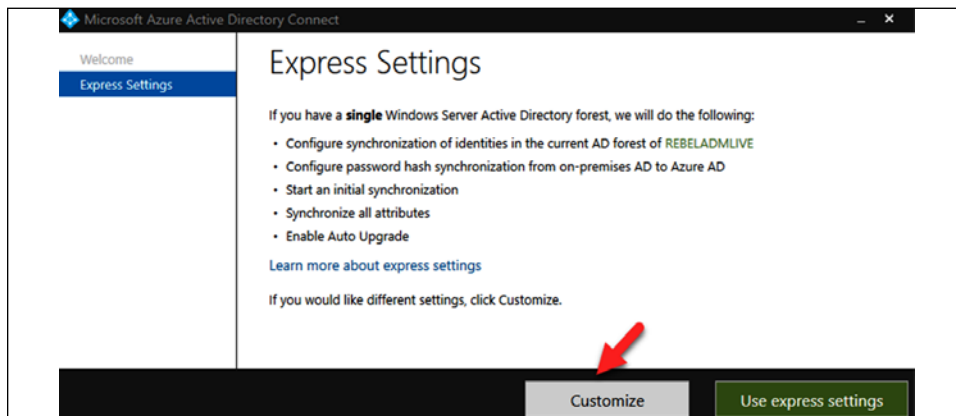 Microsoft Azure Active Directory Connect
Welcome
Express Settings
Express Settings
If you have a single Windows Server Active Directory forest, we will do the following:
• Configure synchronization of identities in the current AD forest of REBELADMLIVE
• Configure password hash synchronization from on-premises AD to Azure AD
• Start an initial synchronization
• Synchronize all attributes
• Enable Auto Upgrade
Learn more about express settings
If you would like different settings, click Customize.
Customize
Use express settings